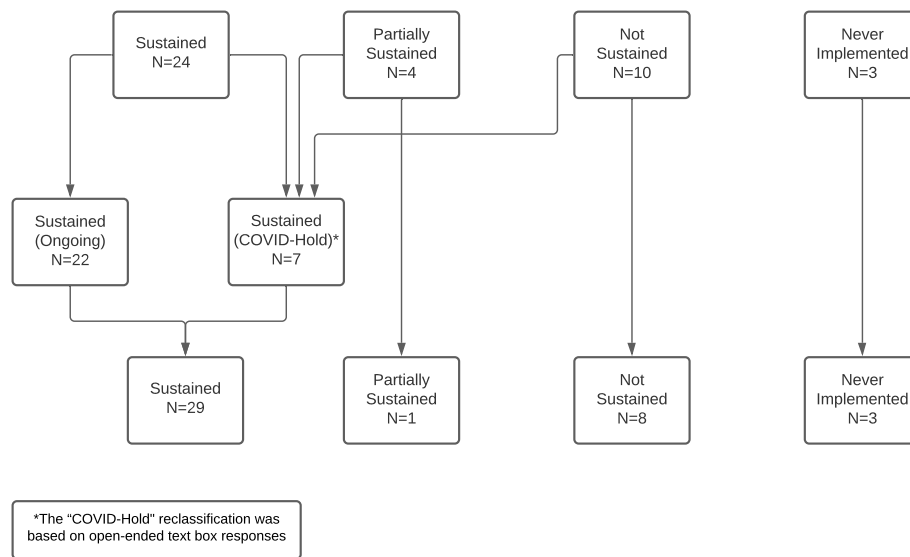 Sustained
N=24
Partially
Sustained
N=4
Not
Sustained
N=10
Never
Implemented
N=3
Sustained
(Ongoing)
N=22
Sustained
(COVID-Hold)*
N=7
Sustained
N=29
Partially
Sustained
N=1
Not
Sustained
N=8
Never
Implemented
N=3
*The “COVID-Hold" reclassification was
based on open-ended text box responses